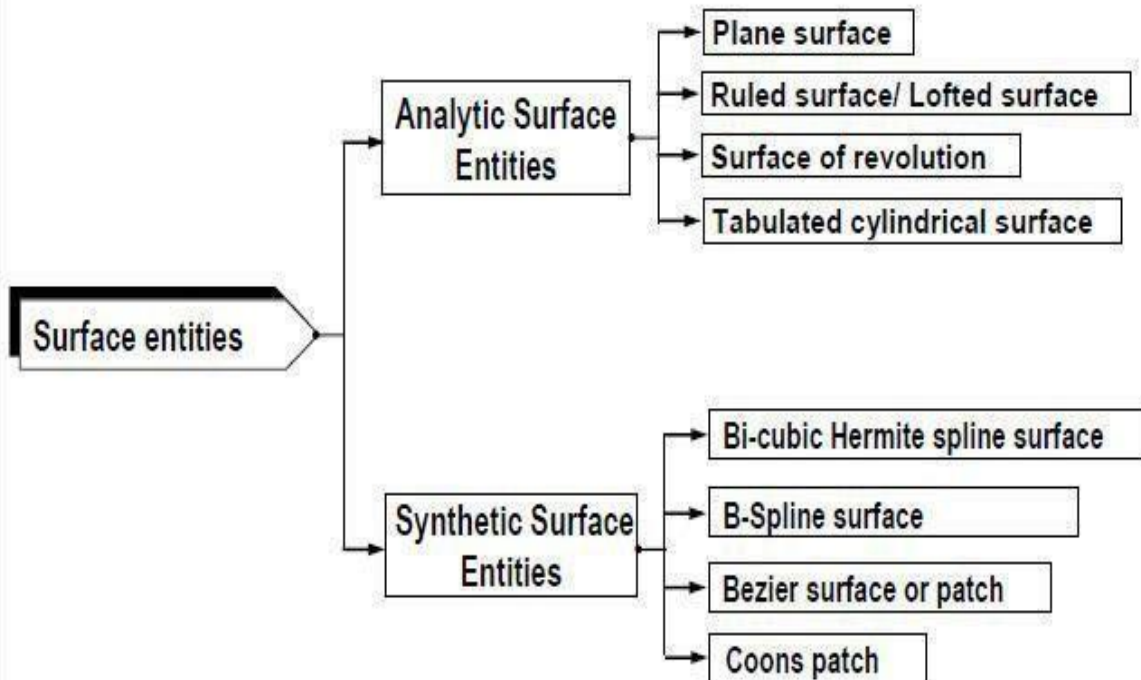 Surface entities
Analytic Surface
Entities
Plane surface
Ruled surface/ Lofted surface
Surface of revolution
Tabulated cylindrical surface
Synthetic Surface
Entities
Bi-cubic Hermite spline surface
B-Spline surface
Bezier surface or patch
Coons patch